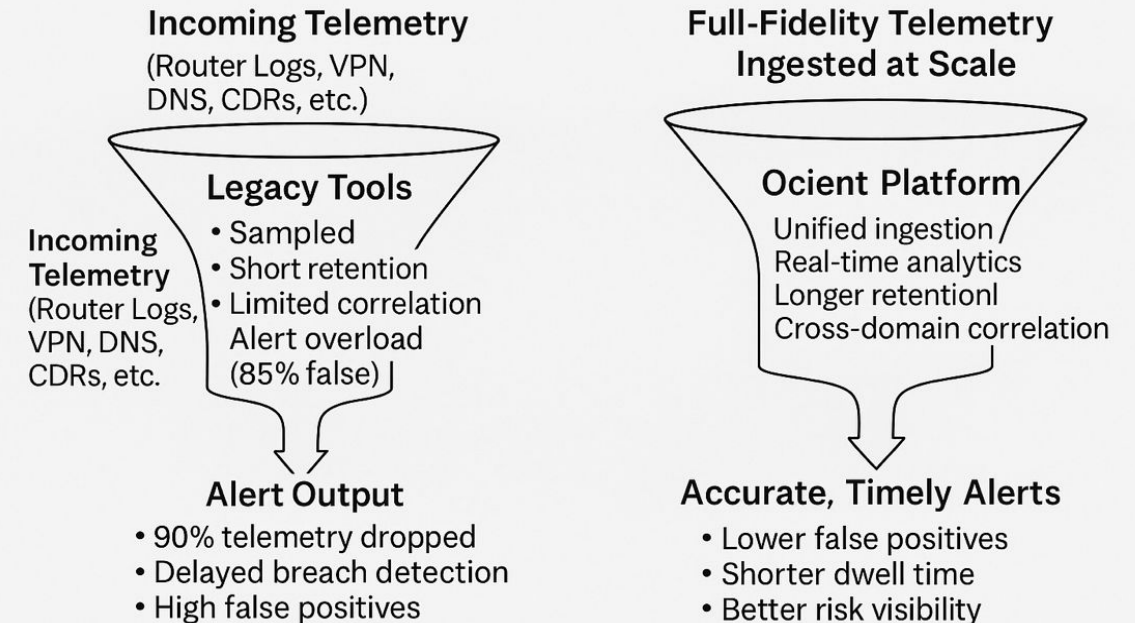 Incoming Telemetry
(Router Logs, VPN,
DNS, CDRs, etc.)
Legacy Tools
• Sampled
• Short retention
• Limited correlation
Alert overload
(85% false)
Incoming
Telemetry
(Router Logs,
VPN, DNS,
CDRs, etc.
Alert Output
• 90% telemetry dropped
• Delayed breach detection
• High false positives
Full-Fidelity Telemetry
Ingested at Scale
Ocient Platform
Unified ingestion
Real-time analytics
Longer retentionl
Cross-domain correlation
Accurate, Timely Alerts
• Lower false positives
• Shorter dwell time
• Better risk visibility